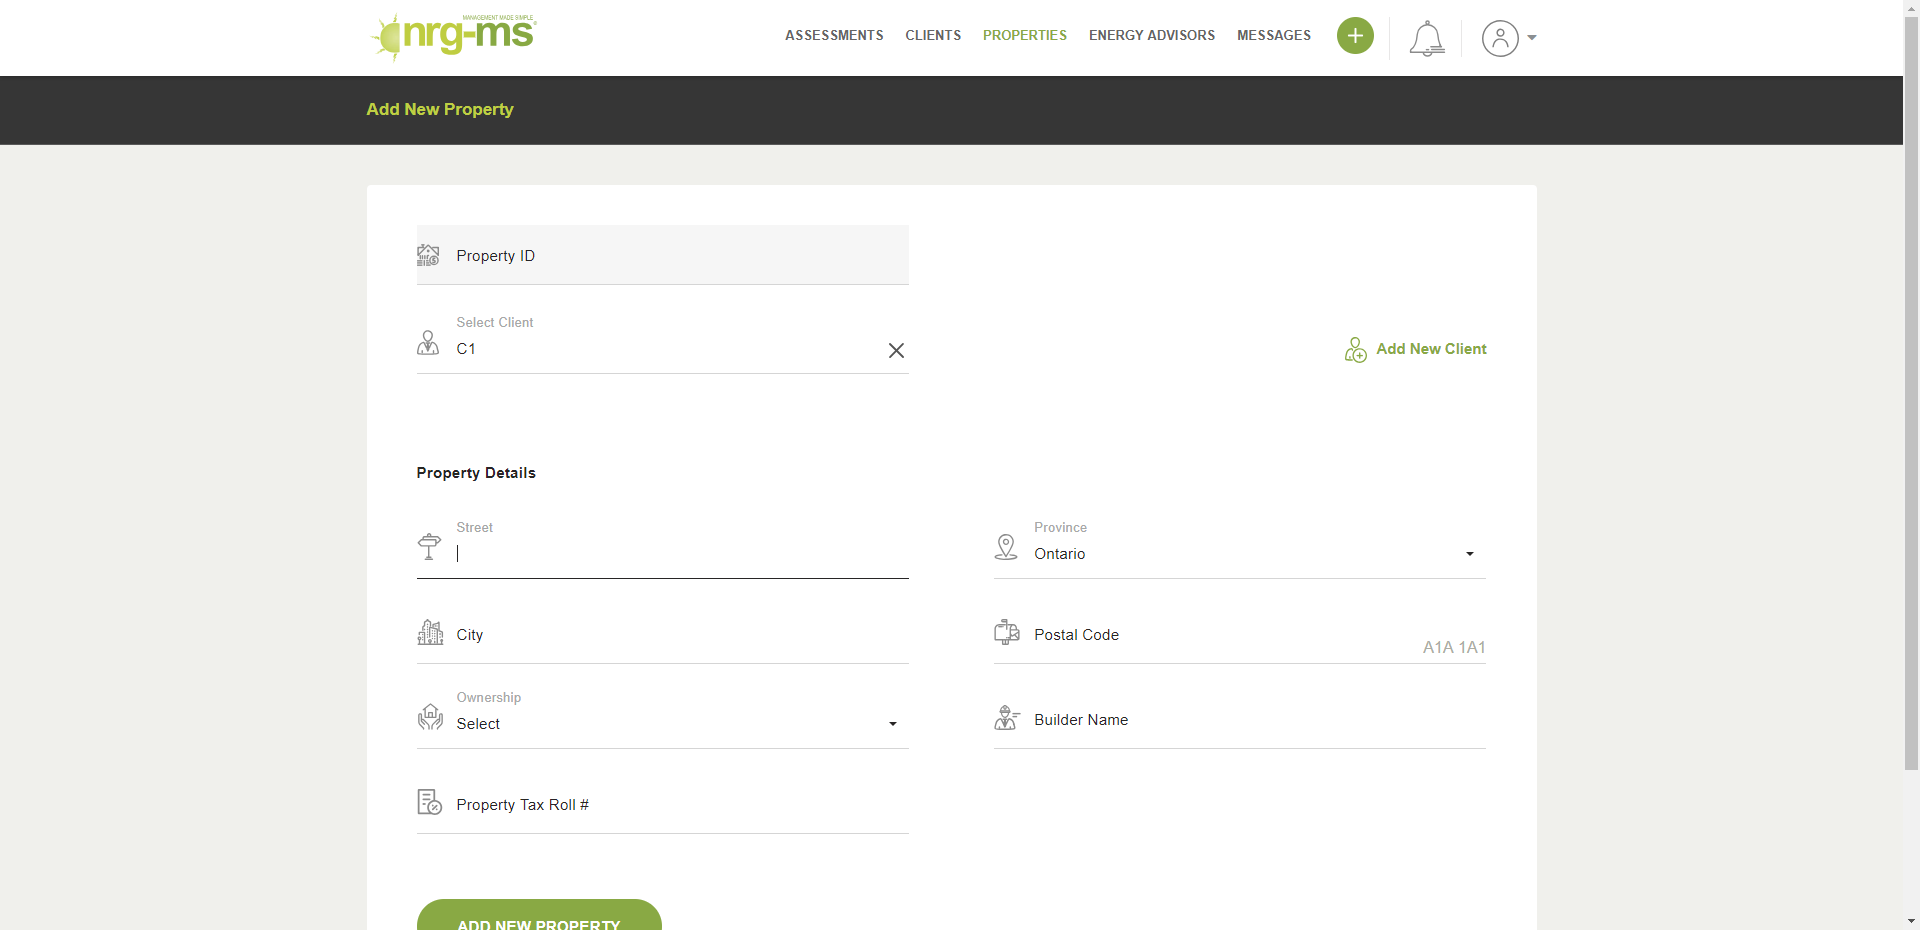 MANAGEMENT MADE SIMPLE
nrg-ms
ASSESSMENTS CLIENTS PROPERTIES ENERGY ADVISORS MESSAGES
Add New Property
Property ID
Select Client
C1
Add New Client
Property Details
Street
Province
Ontario
City
Postal Code
A1A 1A1
Ownership
Select
Builder Name
Property Tax Roll #
ADD NEW PROPERTY